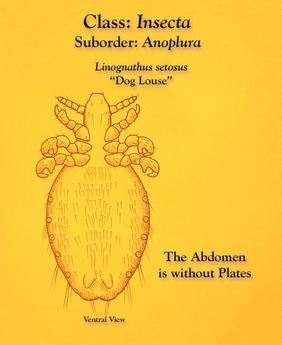 Class: Insecta
Suborder: Anoplura
Linognathus setosus
“Dog Louse”
The Abdomen
is without Plates
Ventral View